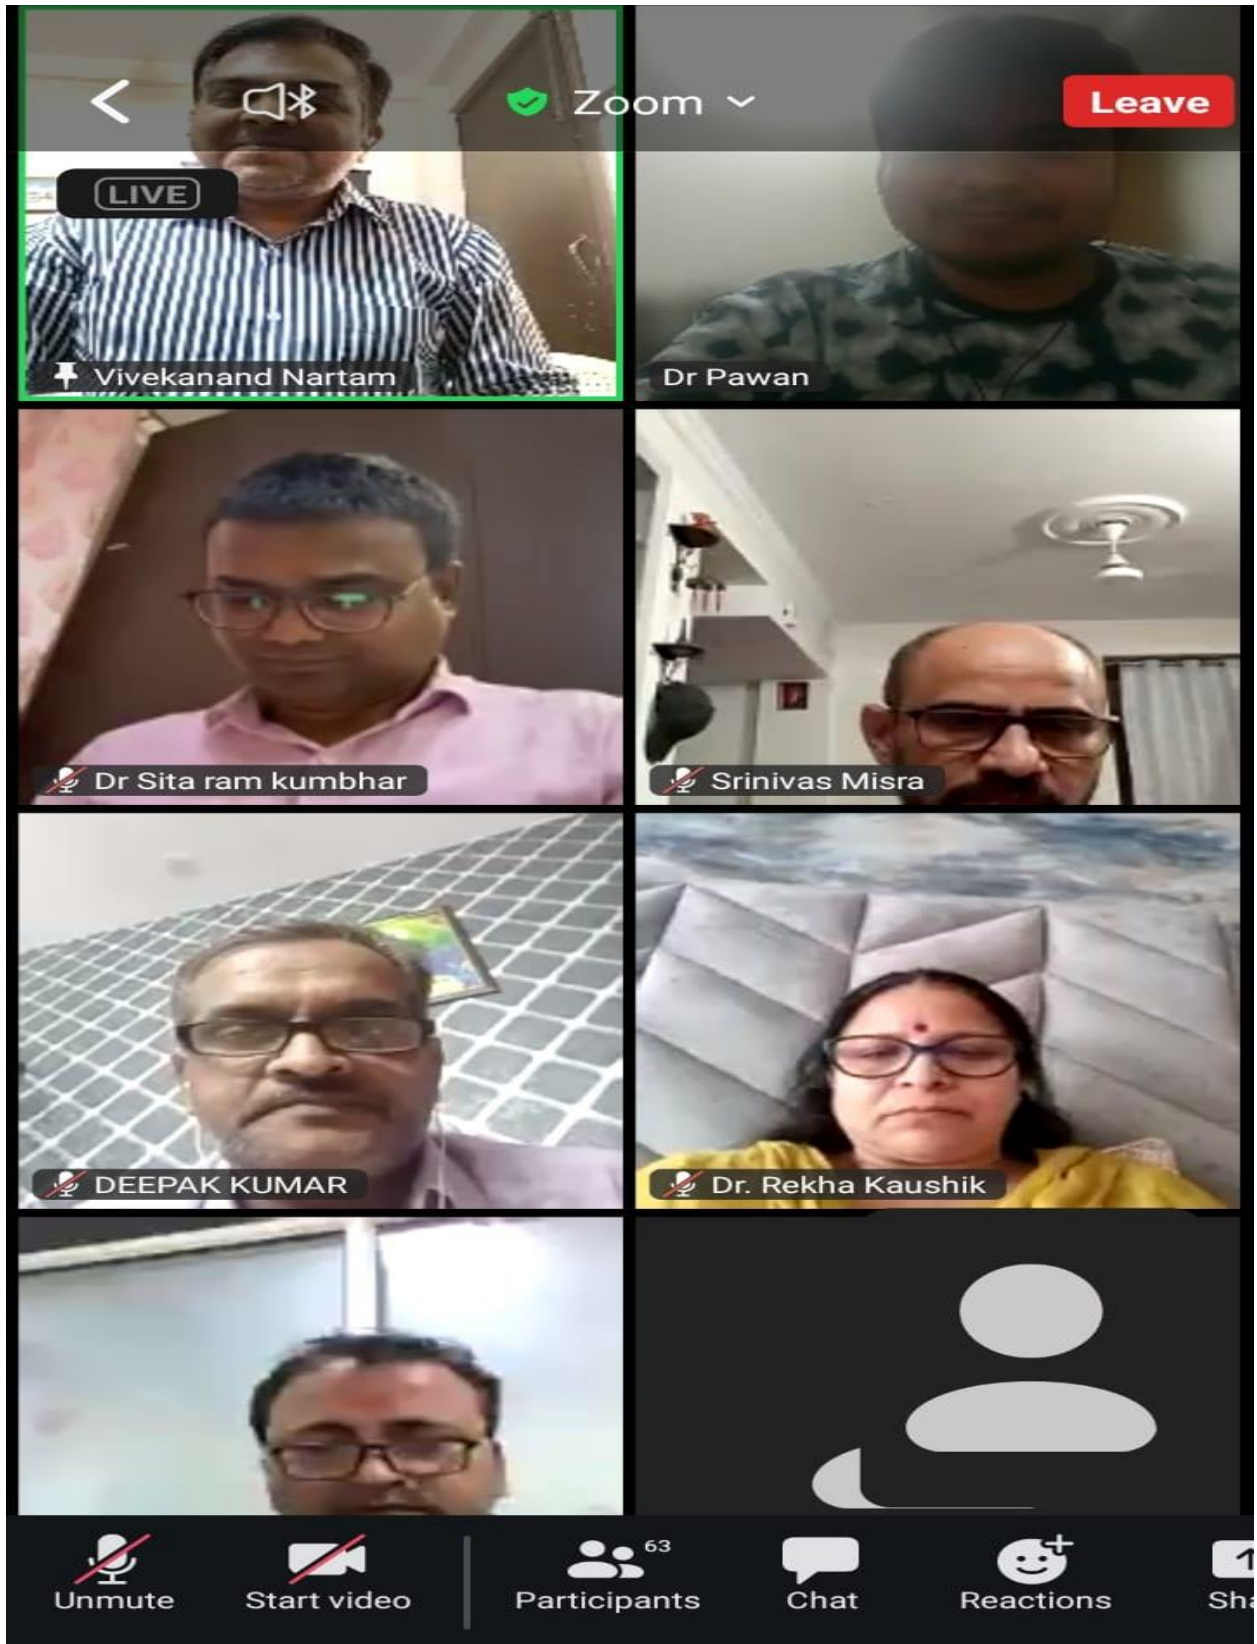 Zoom
Leave
LIVE
Vivekanand Nartam
Dr Pawan
Dr Sita ram kumbhar
Srinivas Misra
DEEPAK KUMAR
Dr. Rekha Kaushik
63
Unmute
Start video
Participants
Chat
Reactions
Sha